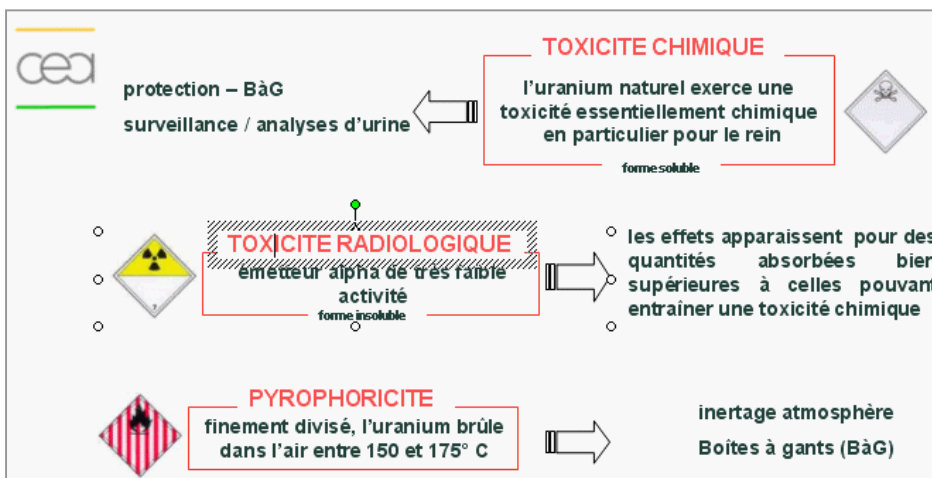 cea
TOXICITE CHIMIQUE
protection – BàG
surveillance / analyses d'urine
l'uranium naturel exerce une
toxicité essentiellement chimique
en particulier pour le rein
forme soluble
TOXICITE RADIOLOGIQUE
émetteur alpha de très faible
activité
forme insoluble
les effets apparaissent pour des
quantités absorbées bien
supérieures à celles pouvant
entraîner une toxicité chimique
7
PYROPHORICITE
finement divisé, l'uranium brûle
dans l'air entre 150 et 175° C
inertage atmosphère
Boîtes à gants (BàG)